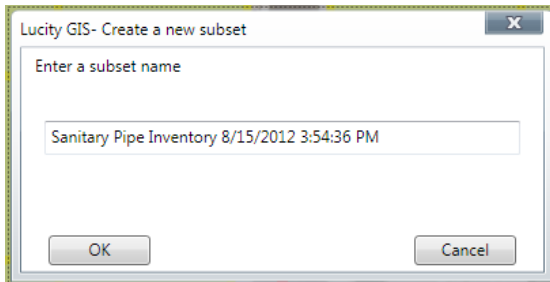 Lucity GIS- Create a new subset
X
Enter a subset name
Sanitary Pipe Inventory 8/15/2012 3:54:36 PM
OK
Cancel